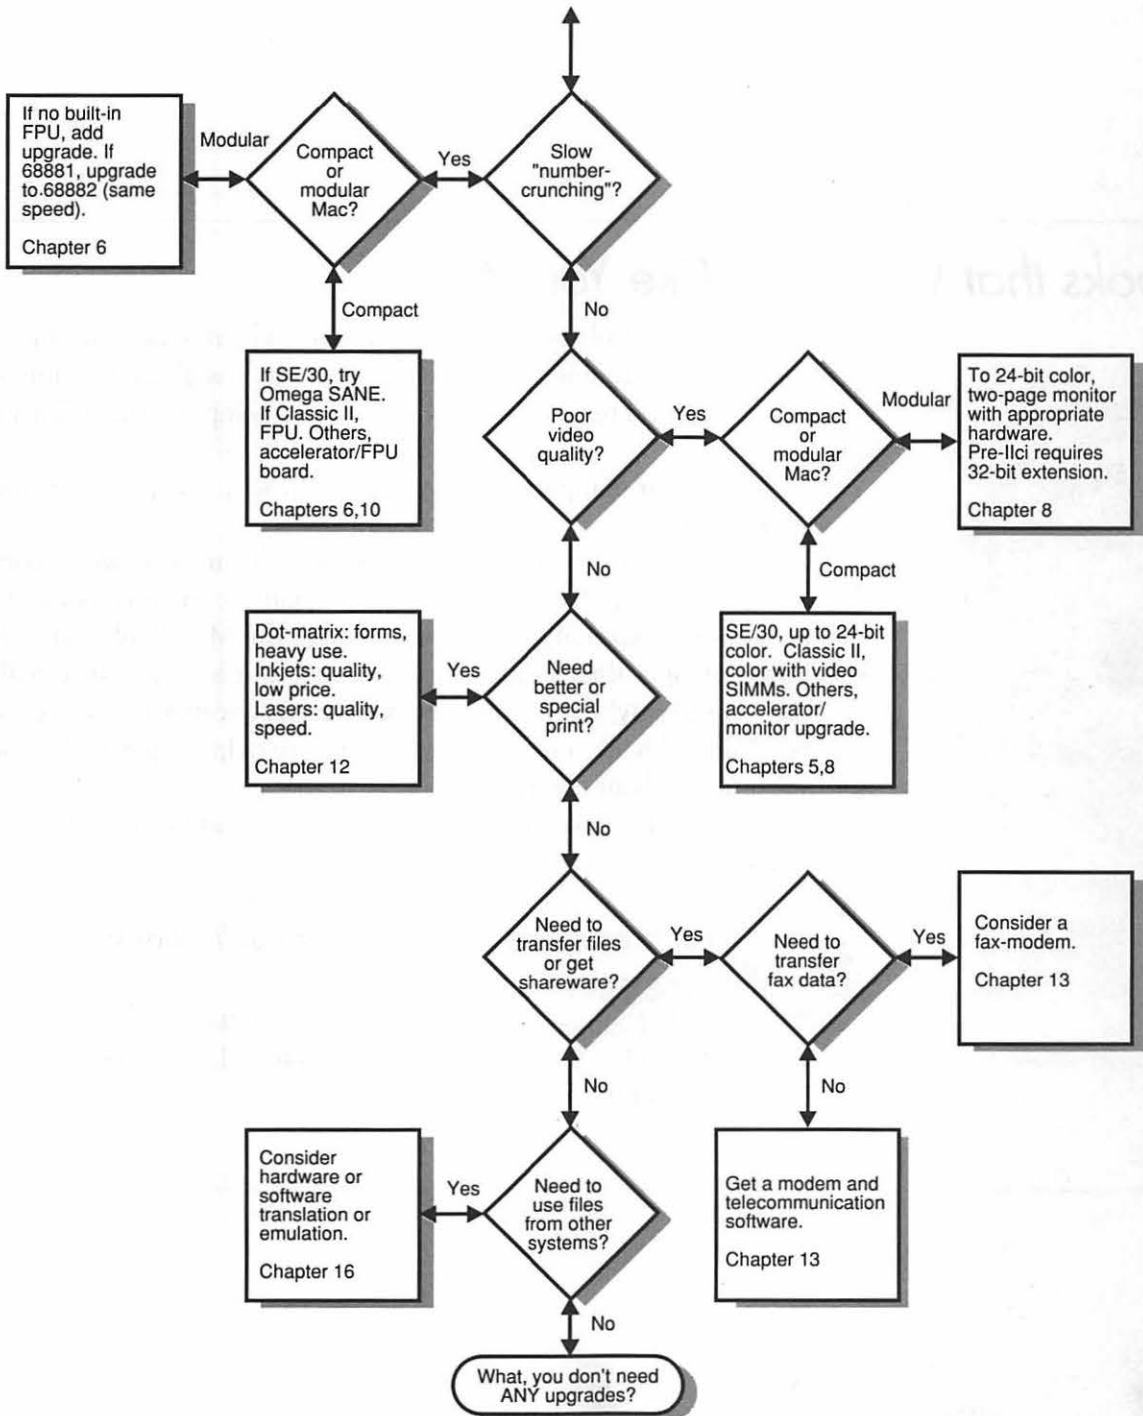 If no built-in
FPU, add
upgrade. If
68881, upgrade
to.68882 (same
speed).
Chapter 6
Modular
Compact
or
modular
Mac?
Yes
Slow
"number-
crunching"?
Compact
No
If SE/30, try
Omega SANE.
If Classic II,
FPU. Others,
accelerator/FPU
board.
Chapters 6,10
Poor
video
quality?
Yes
Compact
or
modular
Mac?
Modular
To 24-bit color,
two-page monitor
with appropriate
hardware.
Pre-IIci requires
32-bit extension.
Chapter 8
No
Compact
Dot-matrix: forms,
heavy use.
Inkjets: quality,
low price.
Lasers: quality,
speed.
Chapter 12
Yes
Need
better or
special
print?
SE/30, up to 24-bit
color. Classic II,
color with video
SIMMs. Others,
accelerator/
monitor upgrade.
Chapters 5,8
No
Need to
transfer files
or get
shareware?
Yes
Need to
transfer
fax data?
Yes
Consider a
fax-modem.
Chapter 13
No
No
Consider
hardware or
software
translation or
emulation.
Chapter 16
Yes
Need to
use files
from other
systems?
Get a modem and
telecommunication
software.
Chapter 13
No
What, you don't need
ANY upgrades?